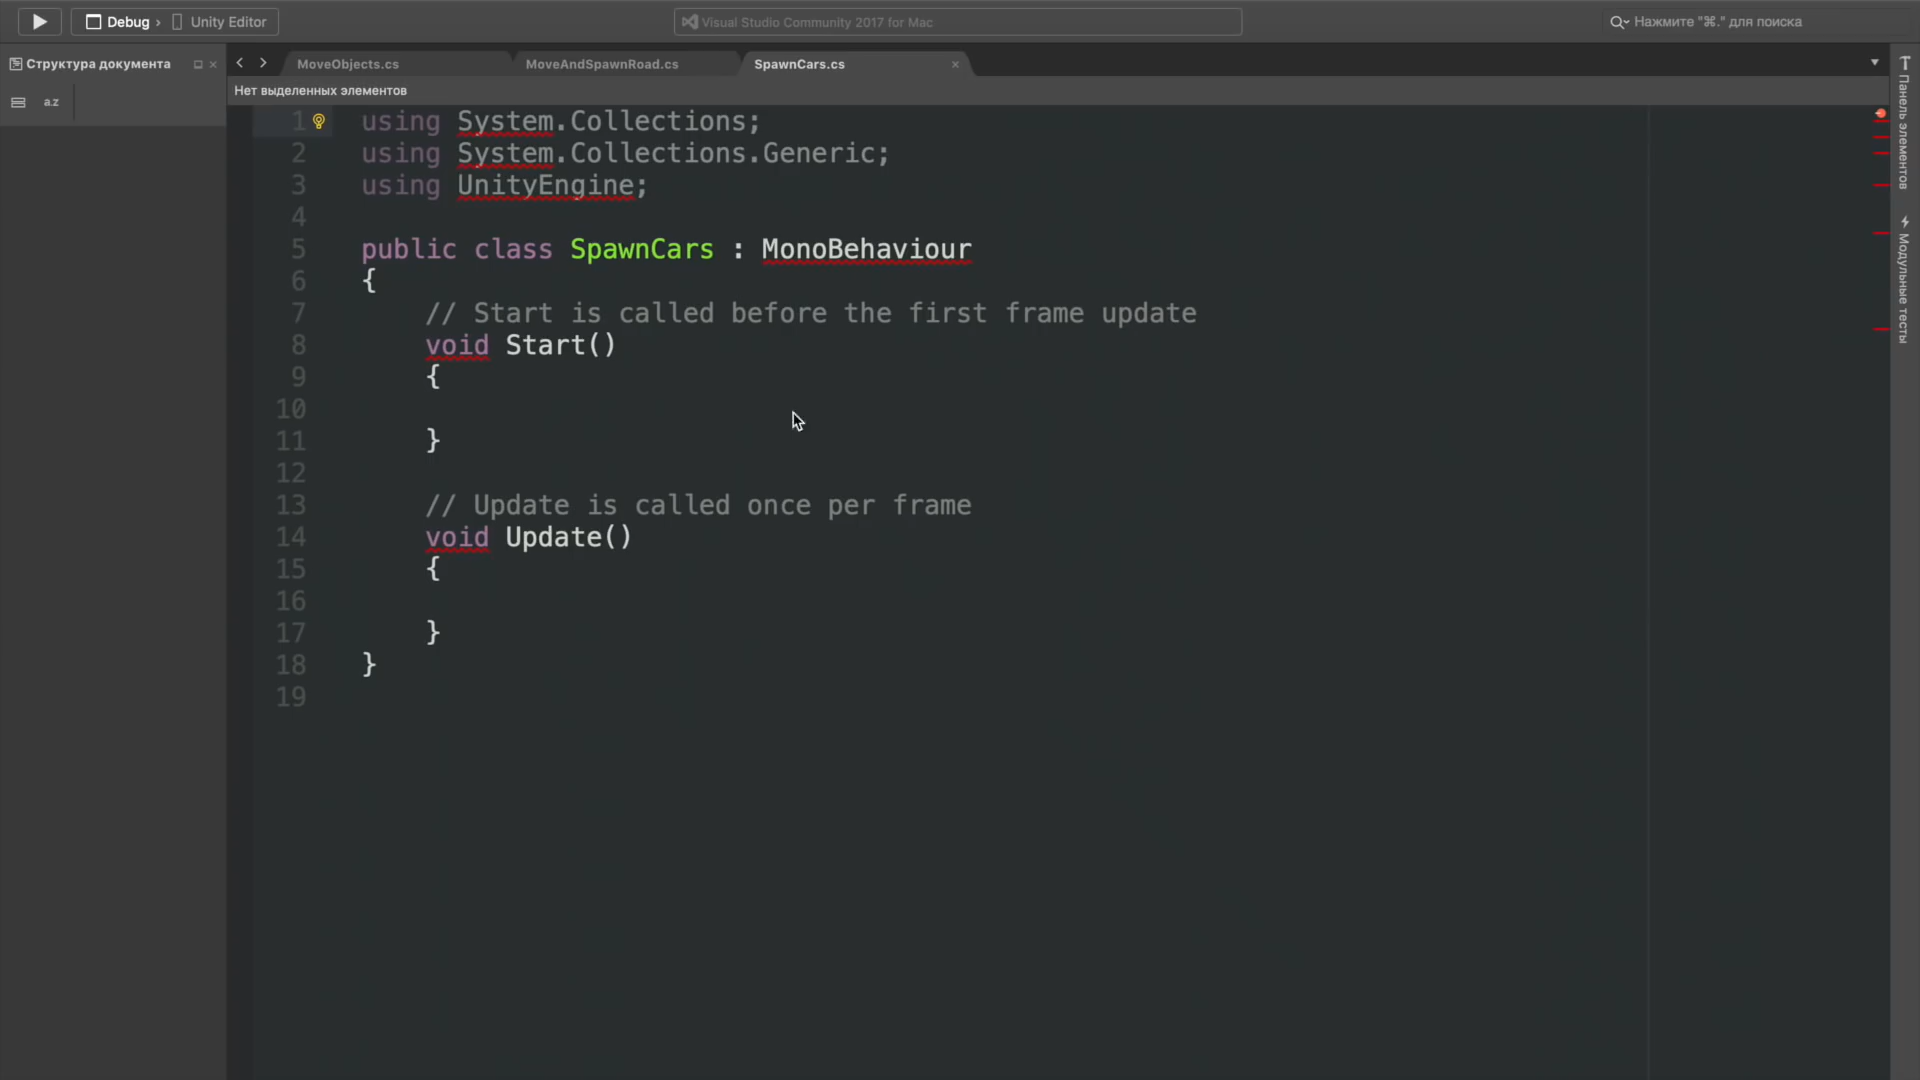 Debug › Unity Editor
Visual Studio Community 2017 for Mac
Нажмите "⌘." для поиска
Структура документа
MoveObjects.cs
MoveAndSpawnRoad.cs
SpawnCars.cs
a.z
Нет выделенных элементов
1 using System.Collections;
2 using System.Collections.Generic;
3 using UnityEngine;
4
5 public class SpawnCars : MonoBehaviour
6 {
7 // Start is called before the first frame update
8 void Start()
9 {
10
11 }
12
13 // Update is called once per frame
14 void Update()
15 {
16
17 }
18 }
19
Панель элементов
Модульные тесты